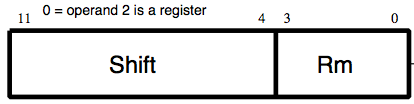 0 = operand 2 is a register
11 4 3 0
Shift Rm